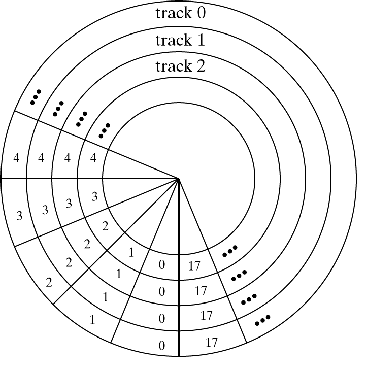 track 0
track 1
track 2
4 4 4 4
3 3 3 3
2 2 2 2
1 1 1 1
0 0 0 0
17 17 17 17